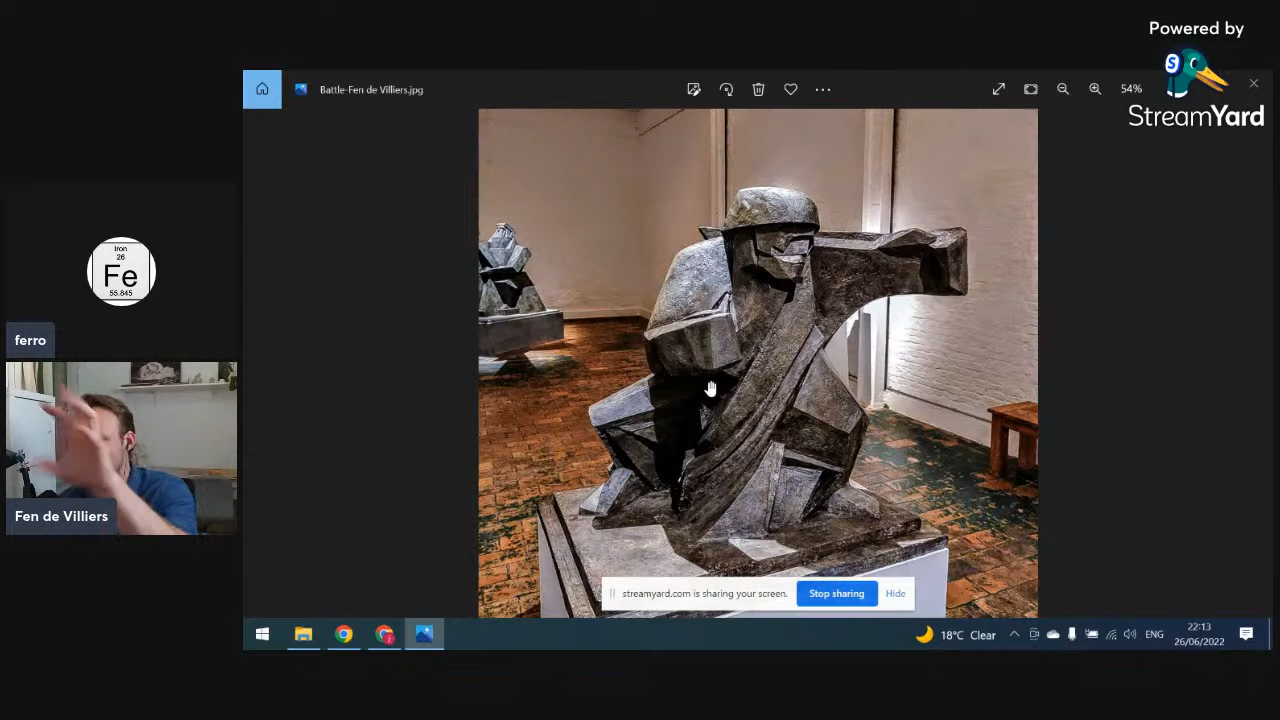 Powered by
StreamYard
S
Battle-Fen de Villiers.jpg
54%
Iron
26
Fe
55.845
ferro
Fen de Villiers
streamyard.com is sharing your screen.
Stop sharing
Hide
18°C Clear
ENG
22:13
26/06/2022